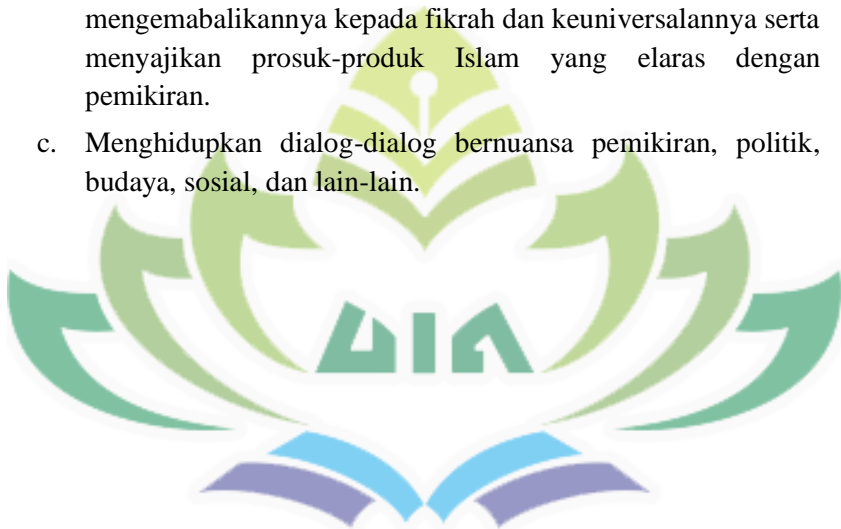 mengemabalikannya kepada fikrah dan keuniversalannya serta
menyajikan prosuk-produk Islam yang elaras dengan
pemikiran.
c. Menghidupkan dialog-dialog bernuansa pemikiran, politik,
budaya, sosial, dan lain-lain.
UIN